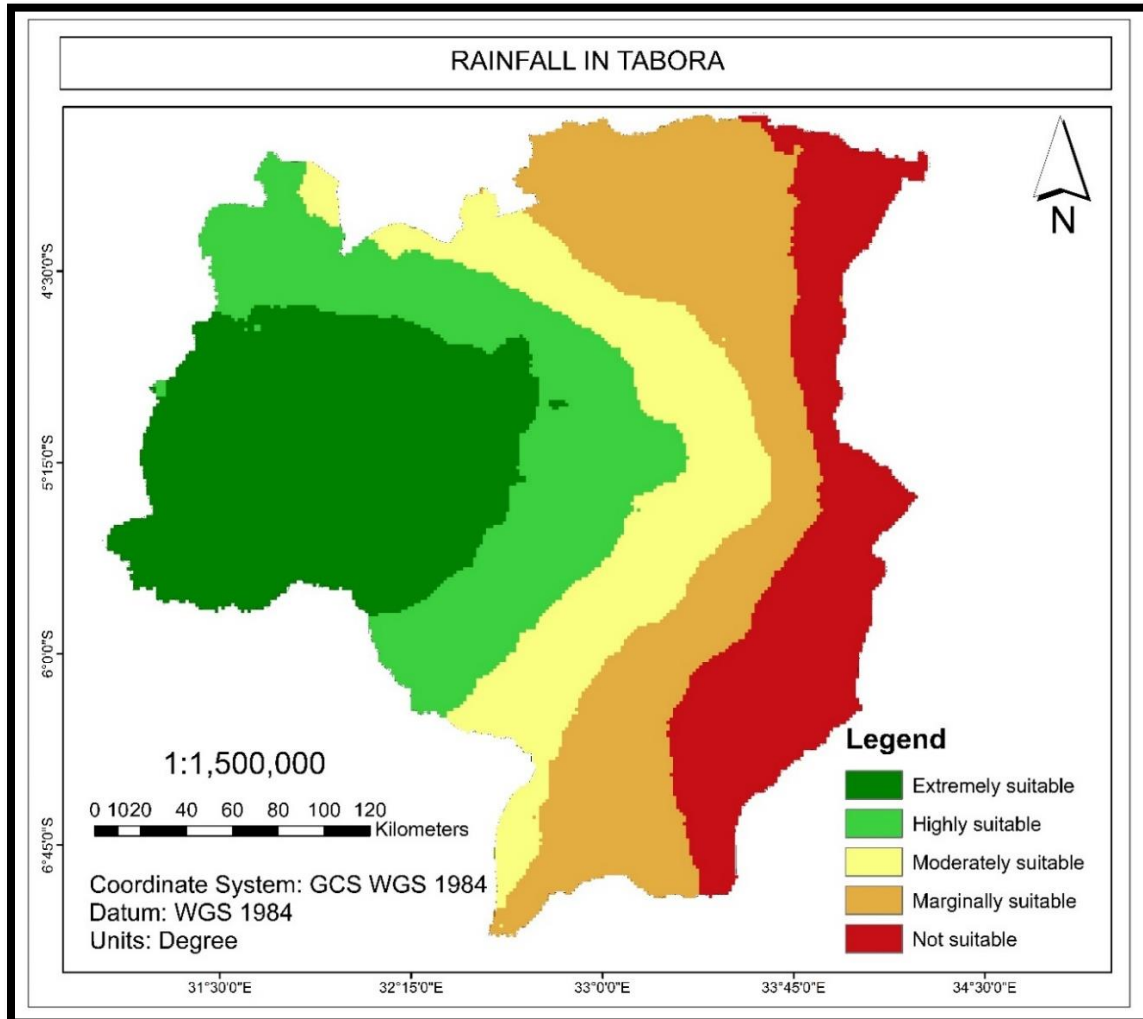 RAINFALL IN TABORA
N
4°30'0"S
5°15'0"S
6°0'0"S
6°45'0"S
1:1,500,000
0 10 20 40 60 80 100 120
Kilometers
Coordinate System: GCS WGS 1984
Datum: WGS 1984
Units: Degree
Legend
Extremely suitable
Highly suitable
Moderately suitable
Marginally suitable
Not suitable
31°30'0"E 32°15'0"E 33°0'0"E 33°45'0"E 34°30'0"E